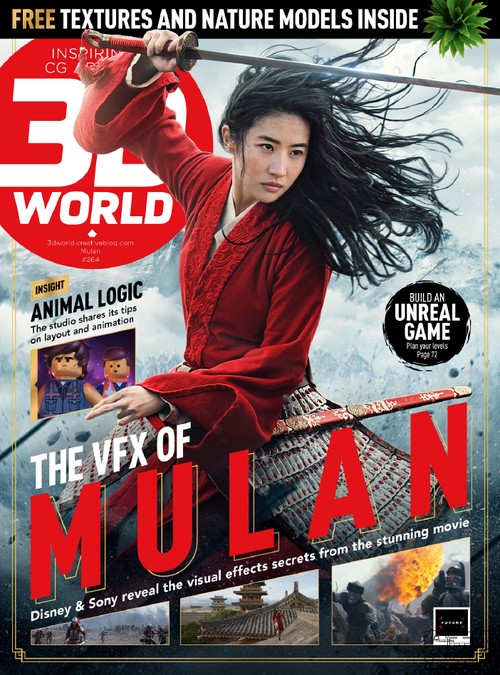 FREE TEXTURES AND NATURE MODELS INSIDE
INSPIRING
CG
3D
WORLD
3dworld.creativebloq.com
Mulan
#264
INSIGHT
ANIMAL LOGIC
The studio shares its tips
on layout and animation
BUILD AN
UNREAL
GAME
Plan your levels
Page 72
THE VFX OF
MULAN
Disney & Sony reveal the visual effects secrets from the stunning movie
FUTURE